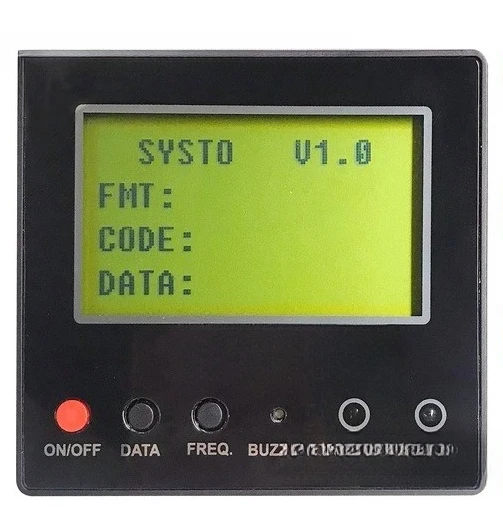 SYSTO V1.0
FMT:
CODE:
DATA:
ON/OFF DATA FREQ.